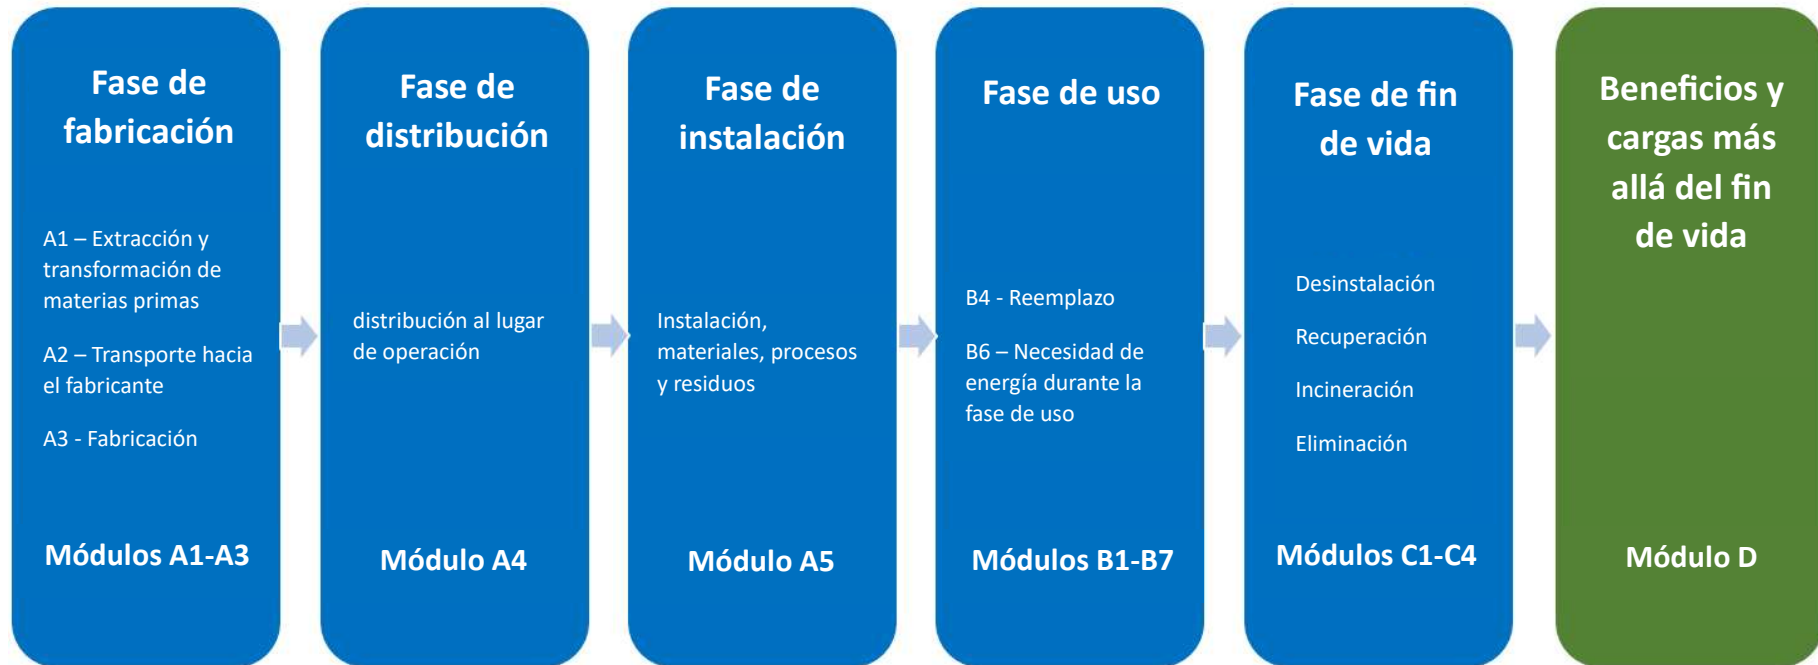 Fase de
fabricación
A1 – Extracción y
transformación de
materias primas
A2 – Transporte hacia
el fabricante
A3 - Fabricación
Módulos A1-A3
Fase de
distribución
distribución al lugar
de operación
Módulo A4
Fase de
instalación
Instalación,
materiales, procesos
y residuos
Módulo A5
Fase de uso
B4 - Reemplazo
B6 – Necesidad de
energía durante la
fase de uso
Módulos B1-B7
Fase de fin
de vida
Desinstalación
Recuperación
Incineración
Eliminación
Módulos C1-C4
Beneficios y
cargas más
allá del fin
de vida
Módulo D